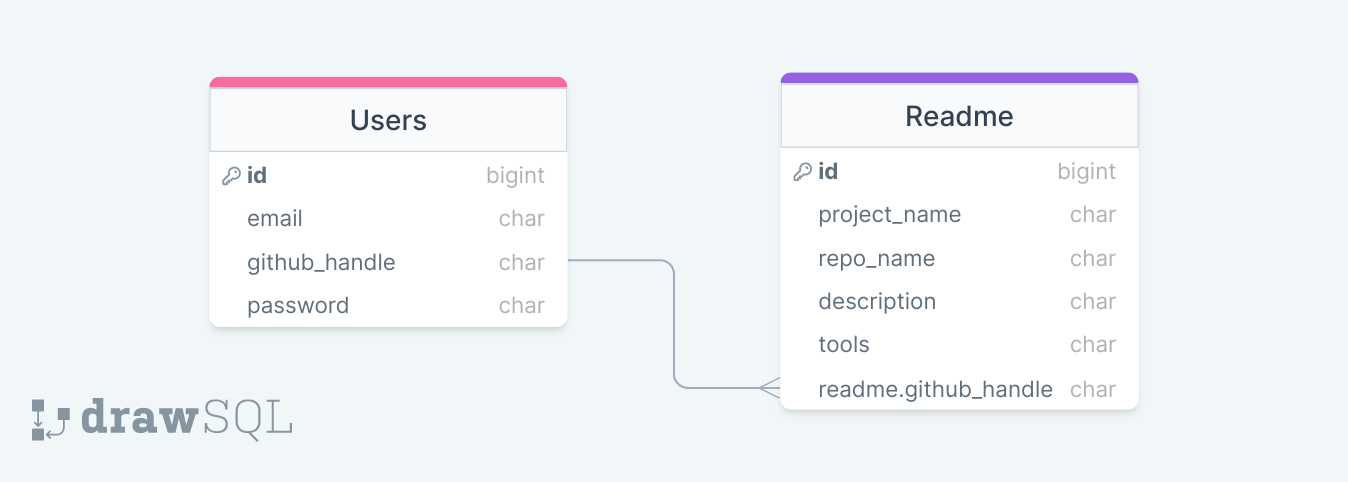 Users
id bigint
email char
github_handle char
password char
Readme
id bigint
project_name char
repo_name char
description char
tools char
readme.github_handle char
drawSQL